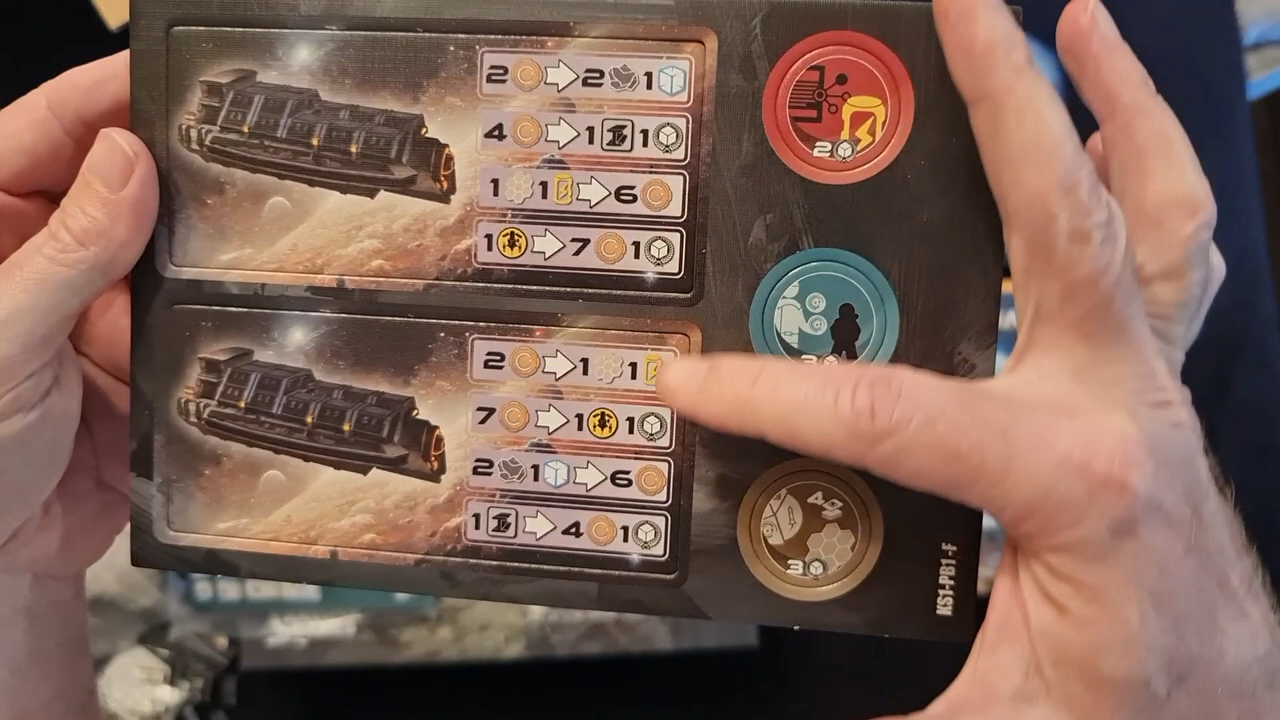 2 C 2 1
4 C 1 1
1 1 6 C
1 7 C 1
2 C 1 1
7 C 1 1
2 1 6 C
1 4 C 1
2
4
3
KS1-PB1-F